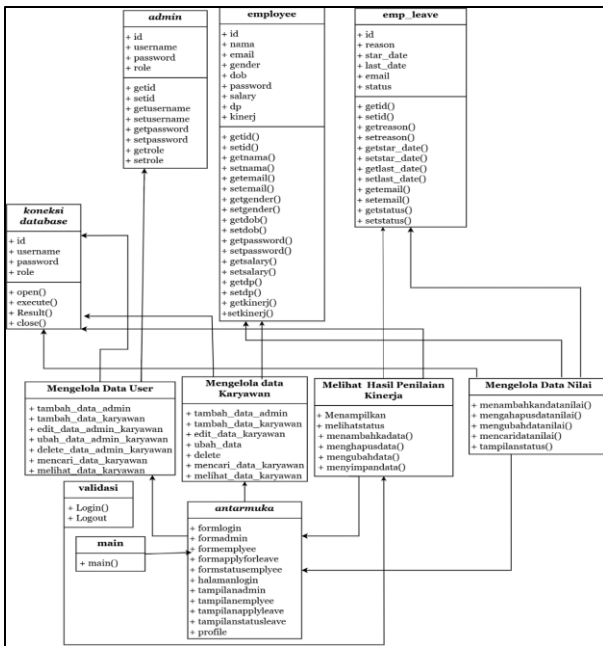 admin
+ id
+ username
+ password
+ role
+ getid
+ setid
+ getusername
+ setusername
+ getpassword
+ setpassword
+ getrole
+ setrole
employee
+ id
+ nama
+ email
+ gender
+ dob
+ password
+ salary
+ dp
+ kinerj
+ getid()
+ setid()
+ getnama()
+ setnama()
+ getemail()
+ setemail()
+ getgender()
+ setgender()
+ getdob()
+ setdob()
+ getpassword()
+ setpassword()
+ getsalary()
+ setsalary()
+ getdp()
+ setdp()
+ getkinerj()
+setkinerj()
emp_leave
+ id
+ reason
+ star_date
+ last_date
+ email
+ status
+ getid()
+ setid()
+ getreason()
+ setreason()
+ getstar_date()
+ setstar_date()
+ getlast_date()
+ setlast_date()
+ getemail()
+ setemail()
+ getstatus()
+ setstatus()
koneksi
database
+ id
+ username
+ password
+ role
+ open()
+ execute()
+ Result()
+ close()
Mengelola Data User
+ tambah_data_admin
+ tambah_data_karyawan
+ edit_data_admin_karyawan
+ ubah_data_admin_karyawan
+ delete_data_admin_karyawan
+ mencari_data_karyawan
+ melihat_data_karyawan
Mengelola data
Karyawan
+ tambah_data_admin
+ tambah_data_karyawan
+ edit_data_karyawan
+ ubah_data
+ delete
+ mencari_data_karyawan
+ melihat_data_karyawan
Melihat Hasil Penilaian
Kinerja
+ Menampilkan
+ melihatstatus
+ menambahkadata()
+ menghapusdata()
+ mengubahdata()
+ menyimpandata()
Mengelola Data Nilai
+ menambahkandatanilai()
+ mengahapusdatanilai()
+ mengubahdatanilai()
+ mencaridatanilai()
+ tampilanstatus()
validasi
+ Login()
+ Logout
main
+ main()
antarmuka
+ formlogin
+ formadmin
+ formemplyee
+ formapplyforleave
+ formstatusemplyee
+ halamanlogin
+ tampilanadmin
+ tampilanemplyee
+ tampilanapplyleave
+ tampilanstatusleave
+ profile